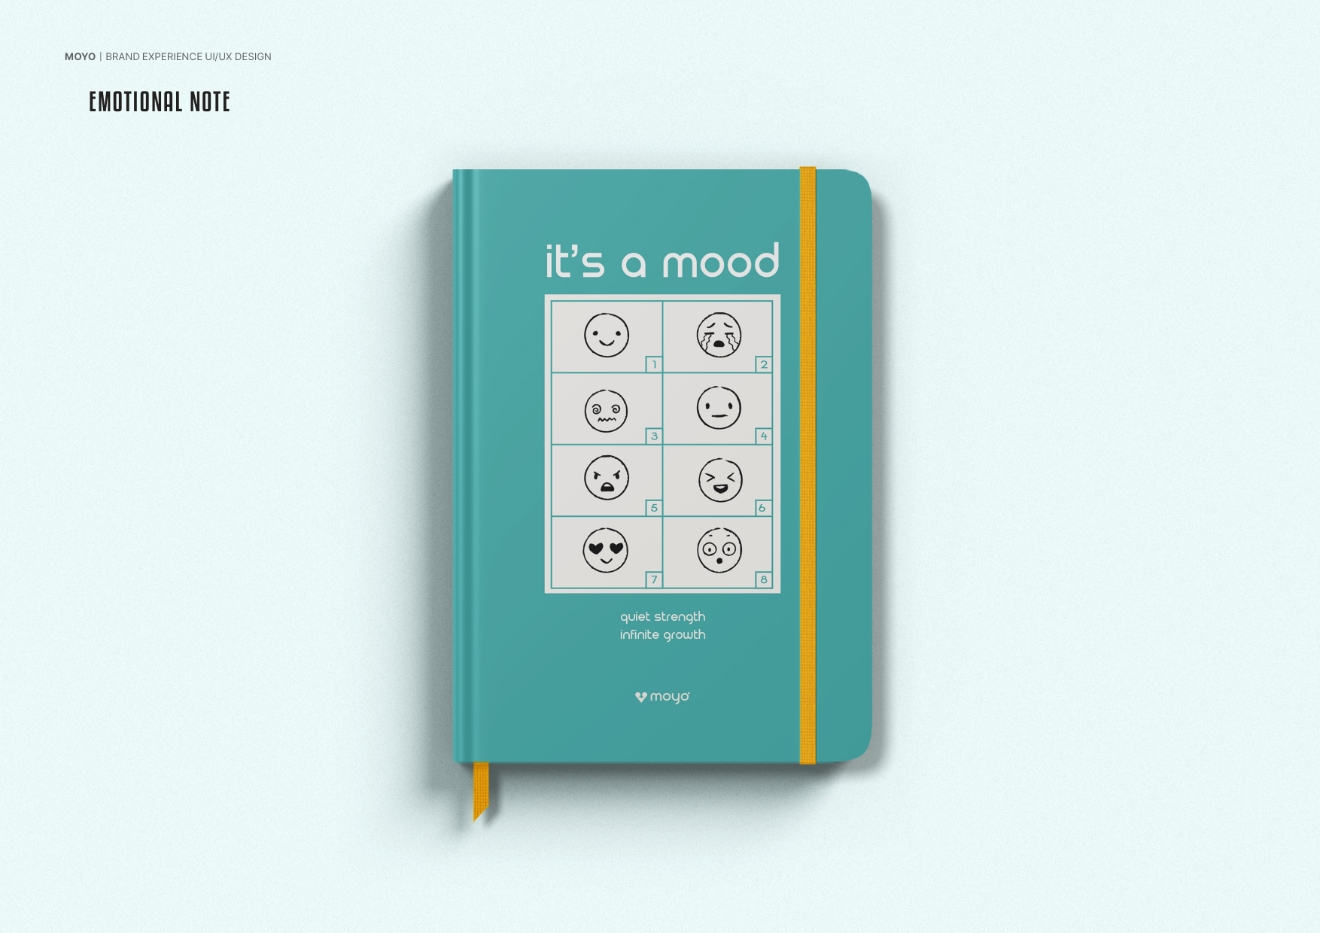 MOYO | BRAND EXPERIENCE UI/UX DESIGN
EMOTIONAL NOTE
it's a mood
1
2
3
4
5
6
7
8
quiet strength
infinite growth
moyo